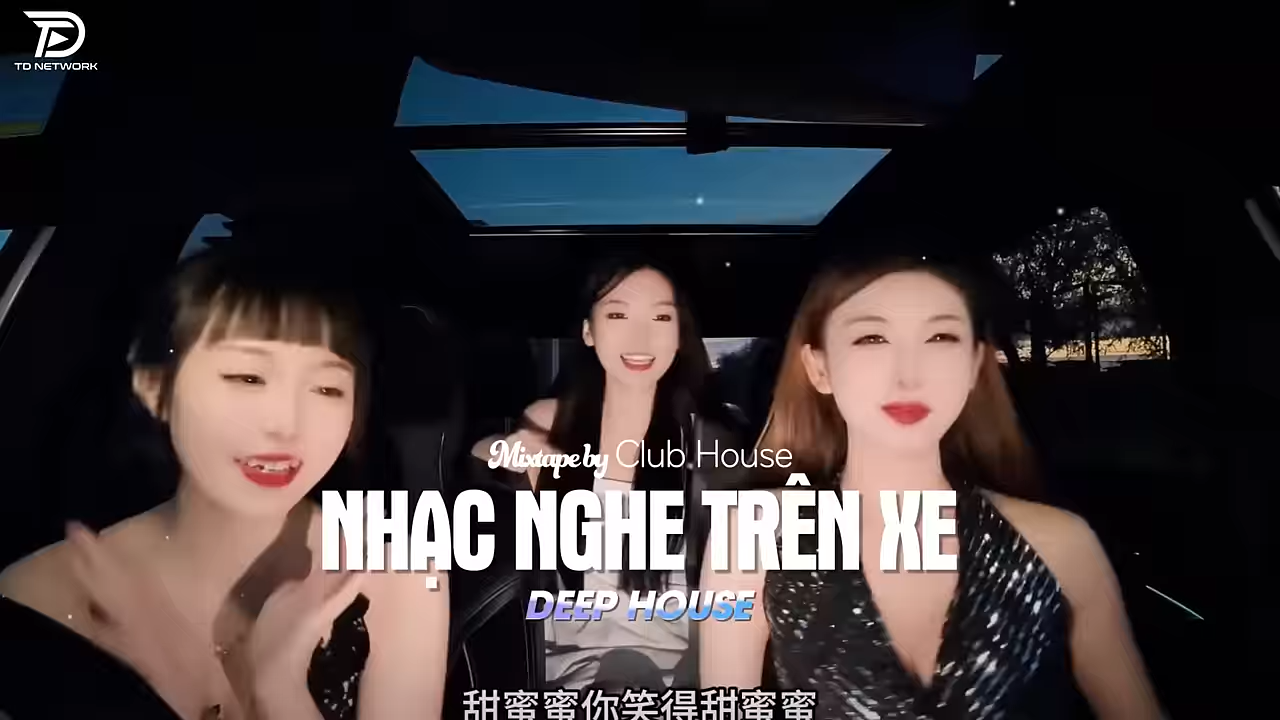 TD NETWORK
Mixtape by Club House
NHẠC NGHE TRÊN XE
DEEP HOUSE
甜蜜蜜你笑得甜蜜蜜